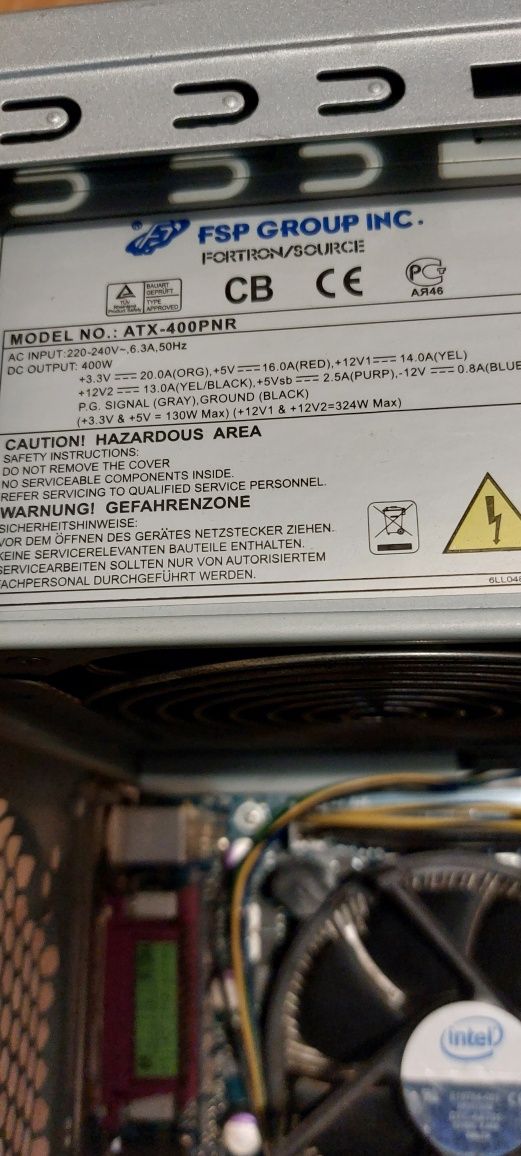 FSP GROUP INC.
FORTRON/SOURCE
BAUART
GEPRÜFT
TYPE
APPROVED
CB CE
АЯ46
MODEL NO.: ATX-400PNR
AC INPUT:220-240V~,6.3A,50Hz
DC OUTPUT: 400W
+3.3V 20.0A(ORG),+5V 16.0A(RED),+12V1 14.0A(YEL)
+12V2 13.0A(YEL/BLACK),+5Vsb 2.5A(PURP),-12V 0.8A(BLUE
P.G. SIGNAL (GRAY),GROUND (BLACK)
(+3.3V & +5V = 130W Max) (+12V1 & +12V2=324W Max)
CAUTION! HAZARDOUS AREA
SAFETY INSTRUCTIONS:
DO NOT REMOVE THE COVER
NO SERVICEABLE COMPONENTS INSIDE.
REFER SERVICING TO QUALIFIED SERVICE PERSONNEL.
WARNUNG! GEFAHRENZONE
SICHERHEITSHINWEISE:
VOR DEM ÖFFNEN DES GERÄTES NETZSTECKER ZIEHEN.
KEINE SERVICERELEVANTEN BAUTEILE ENTHALTEN.
SERVICEARBEITEN SOLLTEN NUR VON AUTORISIERTEM
FACHPERSONAL DURCHGEFÜHRT WERDEN.
6LL048
intel